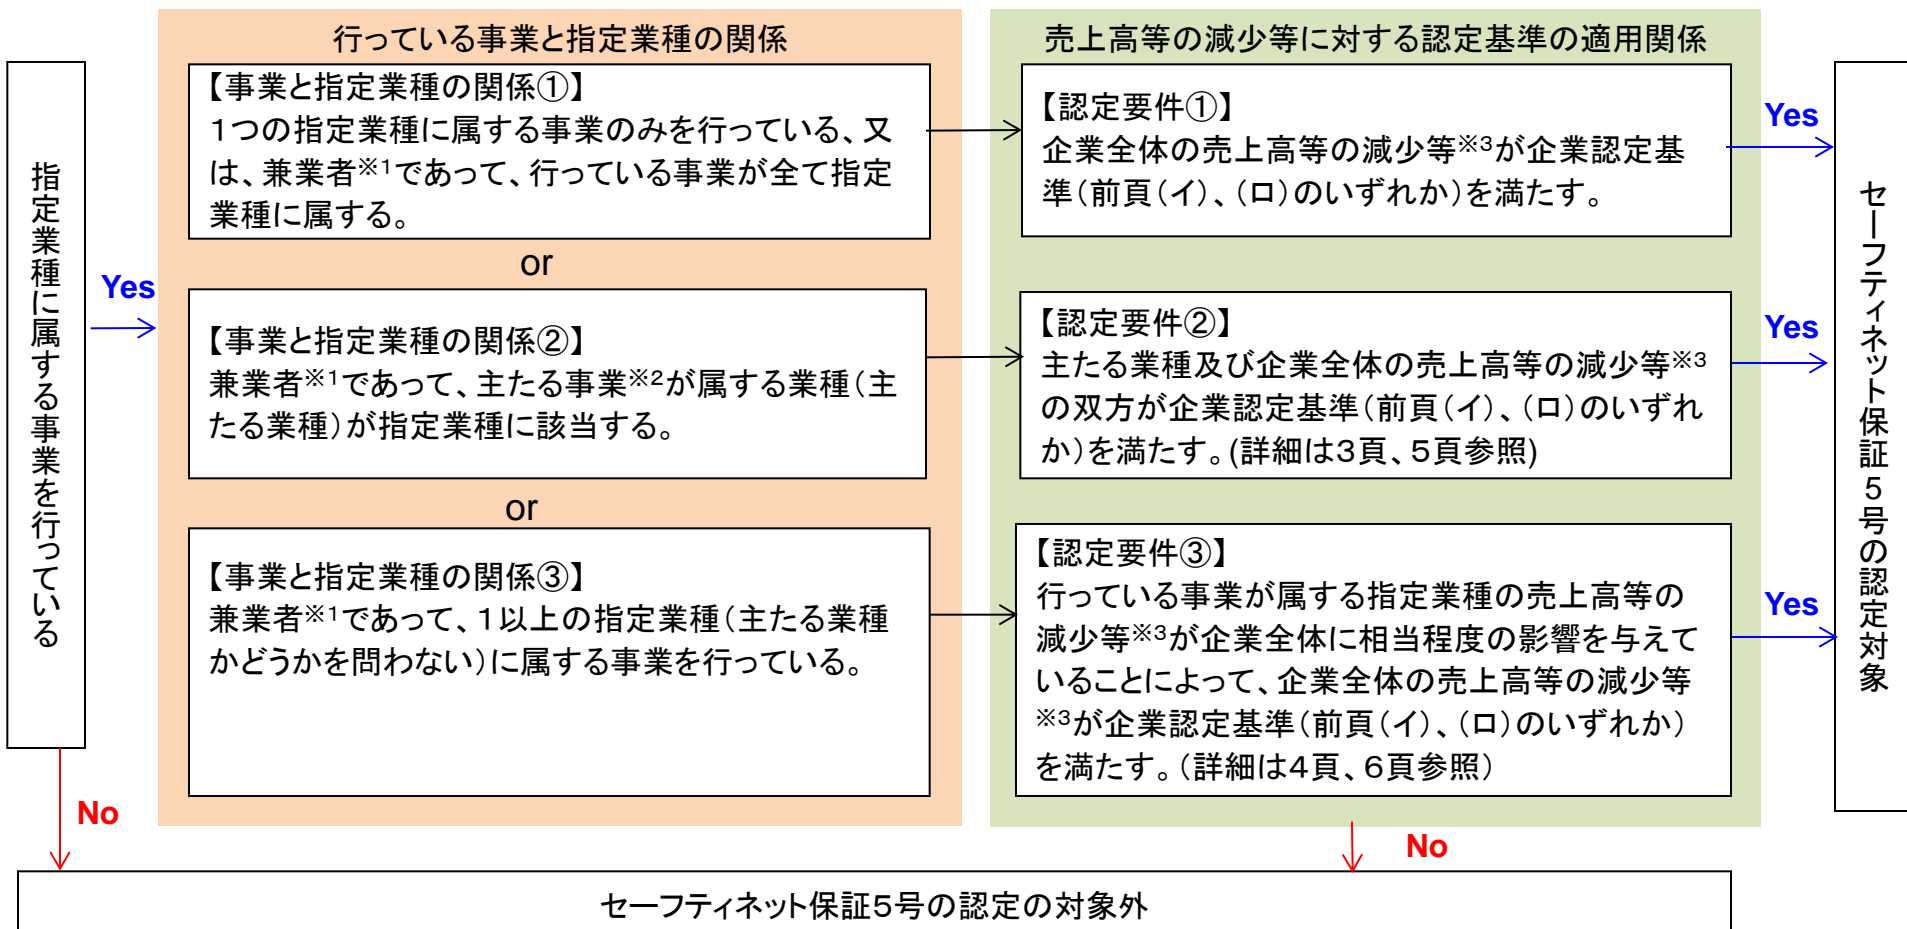 指定業種に属する事業を行っている
Yes
No
行っている事業と指定業種の関係
【事業と指定業種の関係①】
1つの指定業種に属する事業のみを行っている、又
は、兼業者※1であって、行っている事業が全て指定
業種に属する。
or
【事業と指定業種の関係②】
兼業者※1であって、主たる事業※2が属する業種（主
たる業種）が指定業種に該当する。
or
【事業と指定業種の関係③】
兼業者※1であって、1以上の指定業種（主たる業種
かどうかを問わない）に属する事業を行っている。
売上高等の減少等に対する認定基準の適用関係
【認定要件①】
企業全体の売上高等の減少等※3が企業認定基
準（前頁（イ）、（ロ）のいずれか）を満たす。
Yes
【認定要件②】
主たる業種及び企業全体の売上高等の減少等※3
の双方が企業認定基準（前頁（イ）、（ロ）のいずれ
か）を満たす。(詳細は3頁、5頁参照)
Yes
【認定要件③】
行っている事業が属する指定業種の売上高等の
減少等※3が企業全体に相当程度の影響を与えて
いることによって、企業全体の売上高等の減少等
※3が企業認定基準（前頁（イ）、（ロ）のいずれか）
を満たす。（詳細は4頁、6頁参照）
Yes
No
セーフティネット保証5号の認定対象
セーフティネット保証5号の認定の対象外